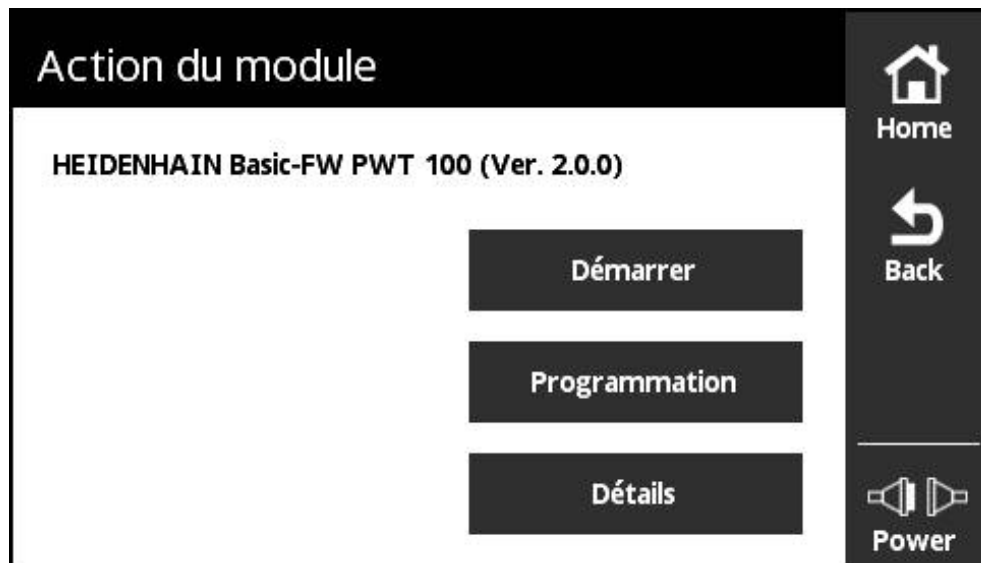 Action du module
HEIDENHAIN Basic-FW PWT 100 (Ver. 2.0.0)
Démarrer
Programmation
Détails
Home
Back
Power